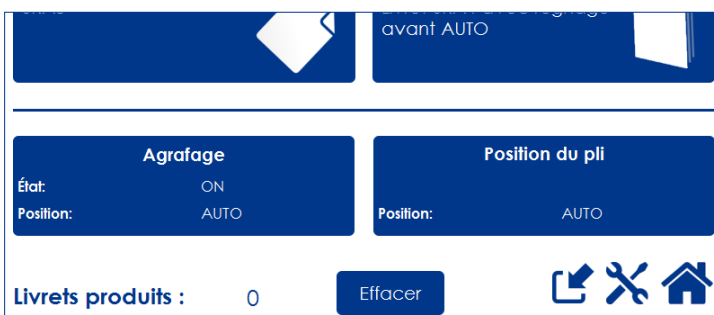 avant AUTO
Agrafage
État: ON
Position: AUTO
Position du pli
Position: AUTO
Livrets produits : 0
Effacer